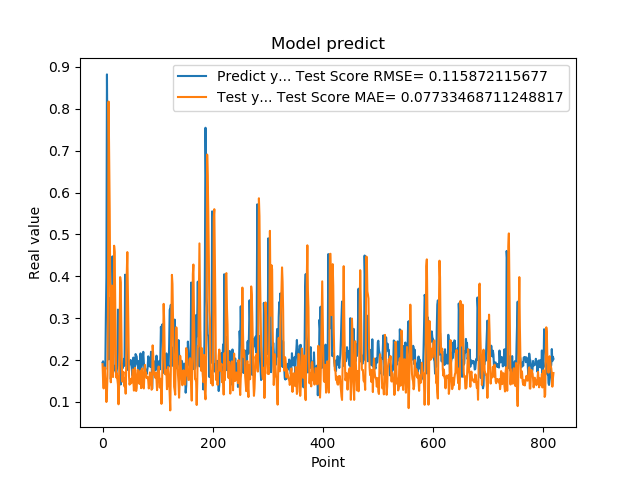 Model predict
Predict y... Test Score RMSE= 0.115872115677
Test y... Test Score MAE= 0.07733468711248817
0.9
0.8
0.7
0.6
0.5
0.4
0.3
0.2
0.1
Real value
0 200 400 600 800
Point